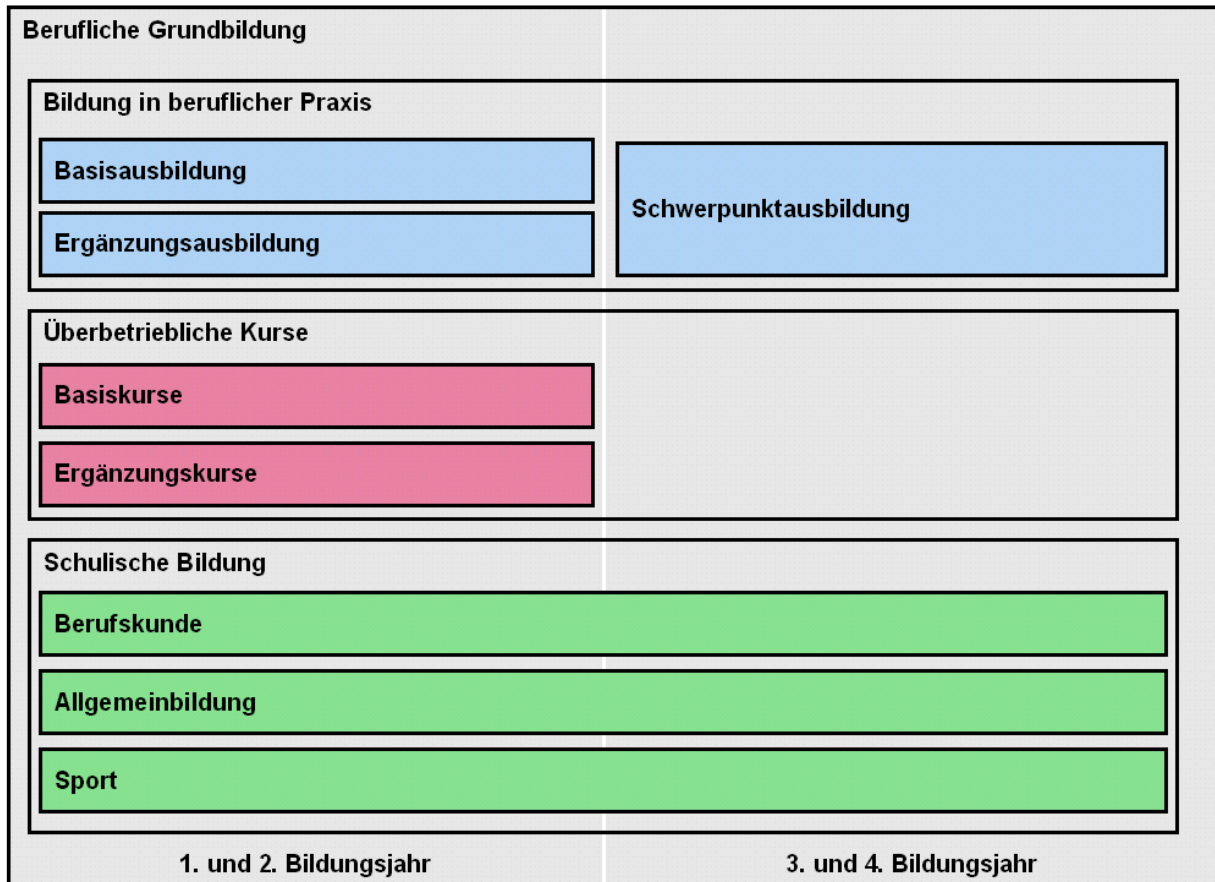 Berufliche Grundbildung
Bildung in beruflicher Praxis
Basisausbildung
Ergänzungsausbildung
Schwerpunktausbildung
Überbetriebliche Kurse
Basiskurse
Ergänzungskurse
Schulische Bildung
Berufskunde
Allgemeinbildung
Sport
1. und 2. Bildungsjahr
3. und 4. Bildungsjahr